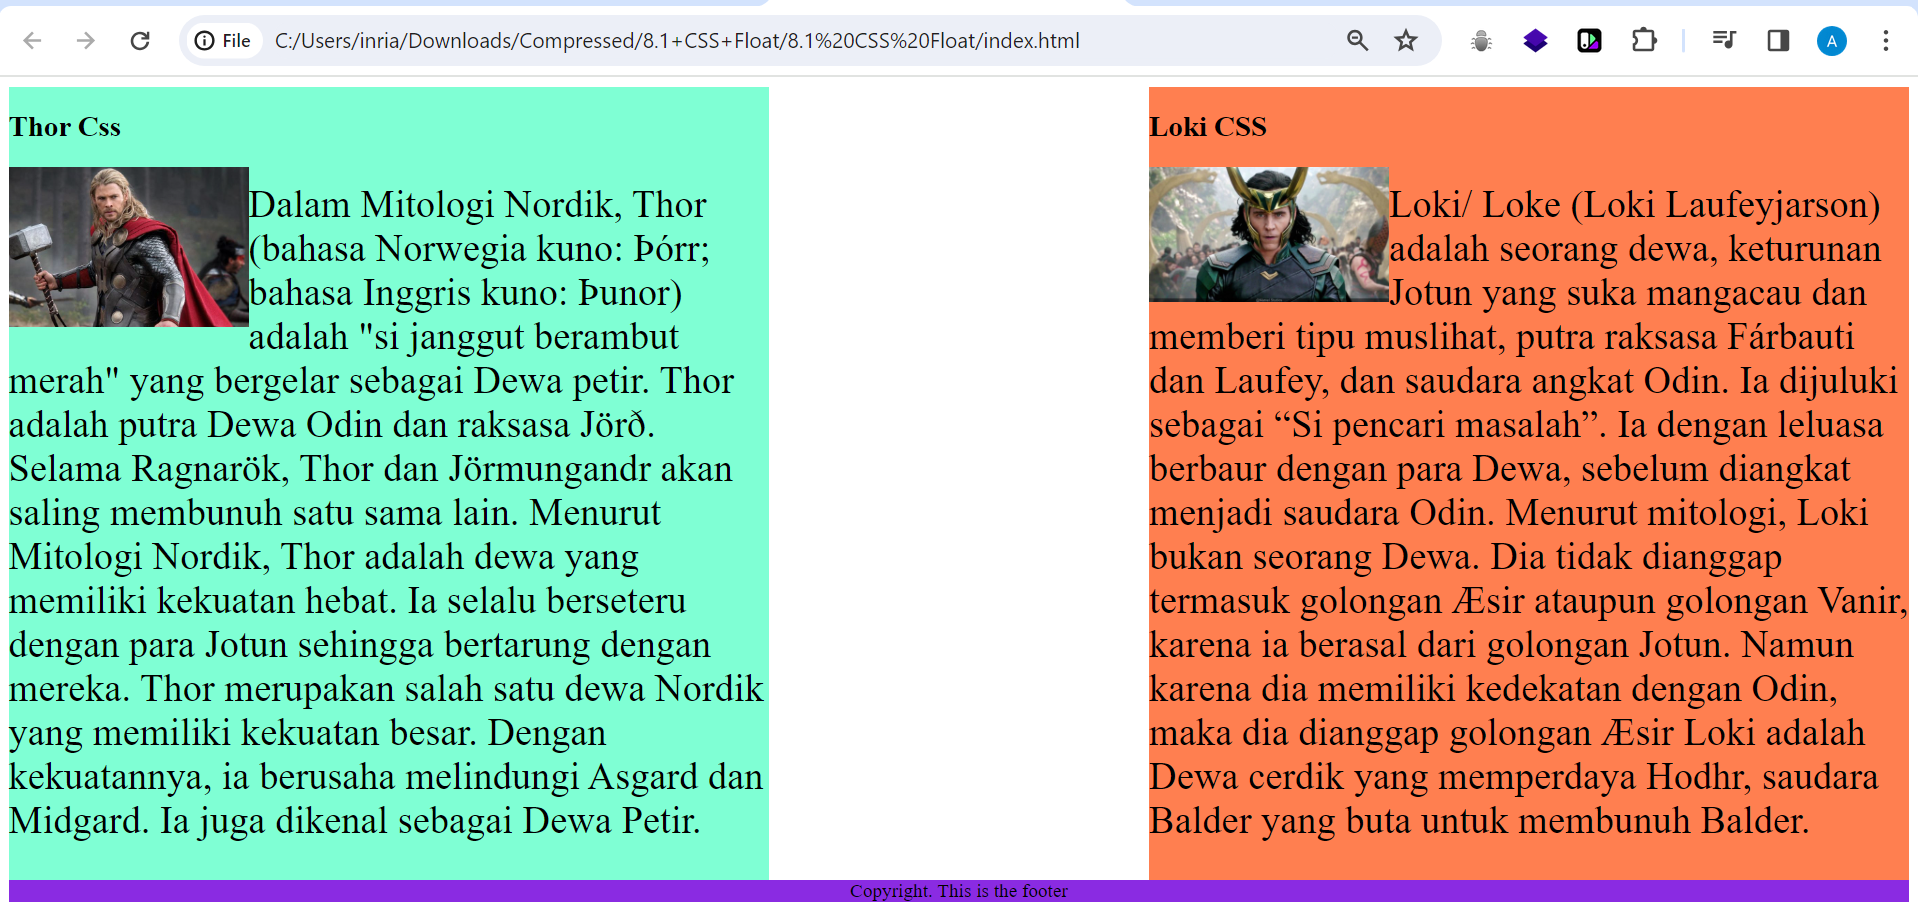 File
C:/Users/inria/Downloads/Compressed/8.1+CSS+Float/8.1%20CSS%20Float/index.html
A
Thor Css
Dalam Mitologi Nordik, Thor
(bahasa Norwegia kuno: Þórr;
bahasa Inggris kuno: Þunor)
adalah "si janggut berambut
merah" yang bergelar sebagai Dewa petir. Thor
adalah putra Dewa Odin dan raksasa Jörð.
Selama Ragnarök, Thor dan Jörmungandr akan
saling membunuh satu sama lain. Menurut
Mitologi Nordik, Thor adalah dewa yang
memiliki kekuatan hebat. Ia selalu berseteru
dengan para Jotun sehingga bertarung dengan
mereka. Thor merupakan salah satu dewa Nordik
yang memiliki kekuatan besar. Dengan
kekuatannya, ia berusaha melindungi Asgard dan
Midgard. Ia juga dikenal sebagai Dewa Petir.
Loki CSS
Loki/ Loke (Loki Laufeyjarson)
adalah seorang dewa, keturunan
Jotun yang suka mangacau dan
memberi tipu muslihat, putra raksasa Fárbauti
dan Laufey, dan saudara angkat Odin. Ia dijuluki
sebagai “Si pencari masalah”. Ia dengan leluasa
berbaur dengan para Dewa, sebelum diangkat
menjadi saudara Odin. Menurut mitologi, Loki
bukan seorang Dewa. Dia tidak dianggap
termasuk golongan Æsir ataupun golongan Vanir,
karena ia berasal dari golongan Jotun. Namun
karena dia memiliki kedekatan dengan Odin,
maka dia dianggap golongan Æsir Loki adalah
Dewa cerdik yang memperdaya Hodhr, saudara
Balder yang buta untuk membunuh Balder.
Copyright. This is the footer